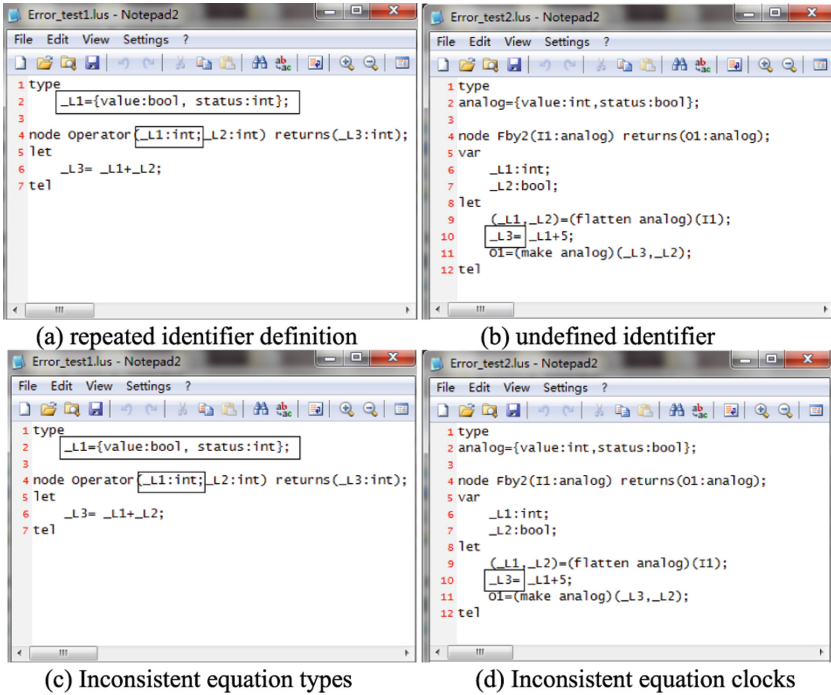 Error_test1.lus - Notepad2
File Edit View Settings ?
1 type
2 _L1={value:bool, status:int};
3
4 node Operator(_L1:int;_L2:int) returns(_L3:int);
5 let
6 _L3= _L1+_L2;
7 tel
(a) repeated identifier definition
Error_test2.lus - Notepad2
File Edit View Settings ?
1 type
2 analog={value:int,status:bool};
3
4 node Fby2(I1:analog) returns(O1:analog);
5 var
6 _L1:int;
7 _L2:bool;
8 let
9 (_L1,_L2)=(flatten analog)(I1);
10 _L3= _L1+5;
11 O1=(make analog)(_L3,_L2);
12 tel
(b) undefined identifier
Error_test1.lus - Notepad2
File Edit View Settings ?
1 type
2 _L1={value:bool, status:int};
3
4 node Operator(_L1:int;_L2:int) returns(_L3:int);
5 let
6 _L3= _L1+_L2;
7 tel
(c) Inconsistent equation types
Error_test2.lus - Notepad2
File Edit View Settings ?
1 type
2 analog={value:int,status:bool};
3
4 node Fby2(I1:analog) returns(O1:analog);
5 var
6 _L1:int;
7 _L2:bool;
8 let
9 (_L1,_L2)=(flatten analog)(I1);
10 _L3= _L1+5;
11 O1=(make analog)(_L3,_L2);
12 tel
(d) Inconsistent equation clocks